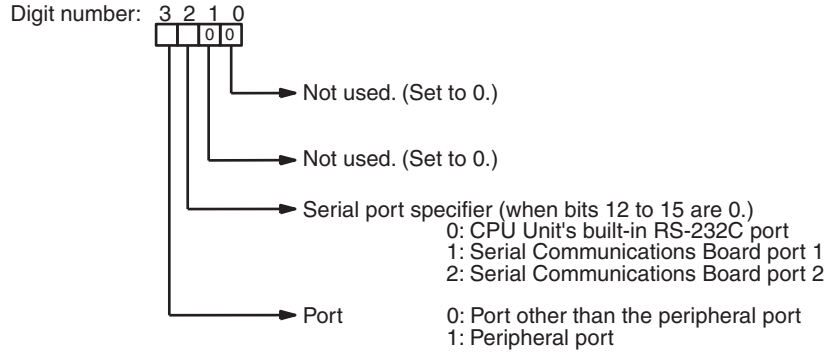 Digit number: 3 2 1 0
0 0
Not used. (Set to 0.)
Not used. (Set to 0.)
Serial port specifier (when bits 12 to 15 are 0.)
0: CPU Unit's built-in RS-232C port
1: Serial Communications Board port 1
2: Serial Communications Board port 2
Port 0: Port other than the peripheral port
1: Peripheral port